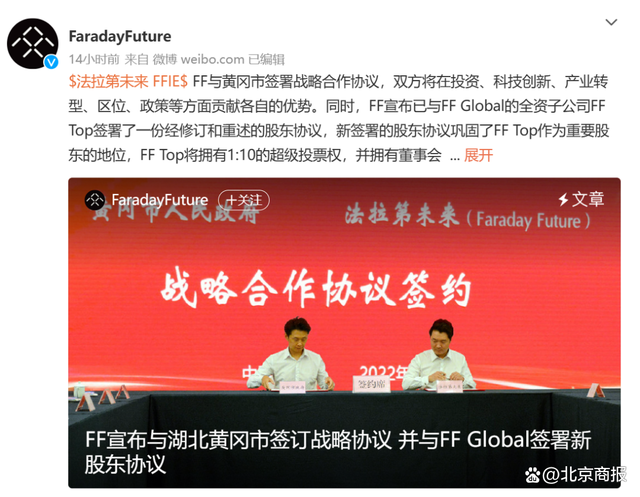 FaradayFuture
14小时前 来自 微博 weibo.com 已编辑
$法拉第未来 FFIE$ FF与黄冈市签署战略合作协议，双方将在投资、科技创新、产业转
型、区位、政策等方面贡献各自的优势。同时，FF宣布已与FF Global的全资子公司FF
Top签署了一份经修订和重述的股东协议，新签署的股东协议巩固了FF Top作为重要股
东的地位，FF Top将拥有1:10的超级投票权，并拥有董事会 ... 展开
FaradayFuture +关注
文章
黄冈市人民政府 法拉第未来（Faraday Future）
战略合作协议签约
2022年
签约席
FF宣布与湖北黄冈市签订战略协议 并与FF Global签署新
股东协议
@北京商报